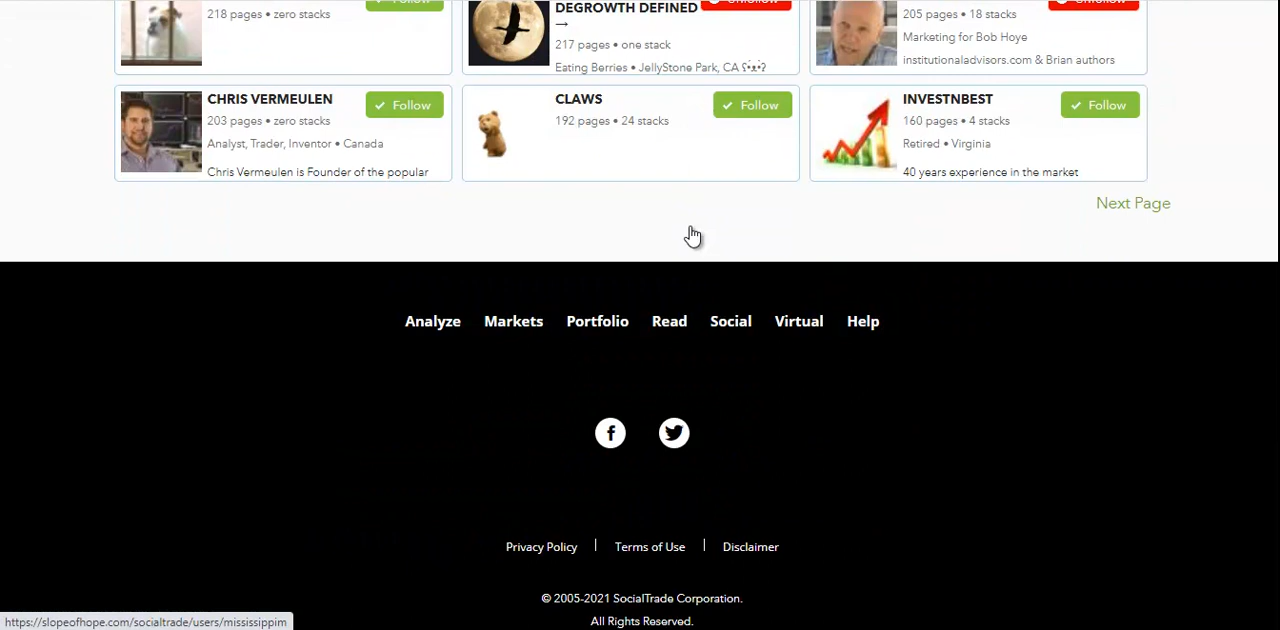 218 pages • zero stacks
DEGROWTH DEFINED
→
217 pages • one stack
Eating Berries • JellyStone Park, CA ʕ•ᴥ•ʔ
205 pages • 18 stacks
Marketing for Bob Hoye
institutionaladvisors.com & Brian authors
CHRIS VERMEULEN
Follow
203 pages • zero stacks
Analyst, Trader, Inventor • Canada
Chris Vermeulen is Founder of the popular
CLAWS
Follow
192 pages • 24 stacks
INVESTNBEST
Follow
160 pages • 4 stacks
Retired • Virginia
40 years experience in the market
Next Page
Analyze Markets Portfolio Read Social Virtual Help
Privacy Policy | Terms of Use | Disclaimer
© 2005-2021 SocialTrade Corporation.
All Rights Reserved.
https://slopeofhope.com/socialtrade/users/mississippim